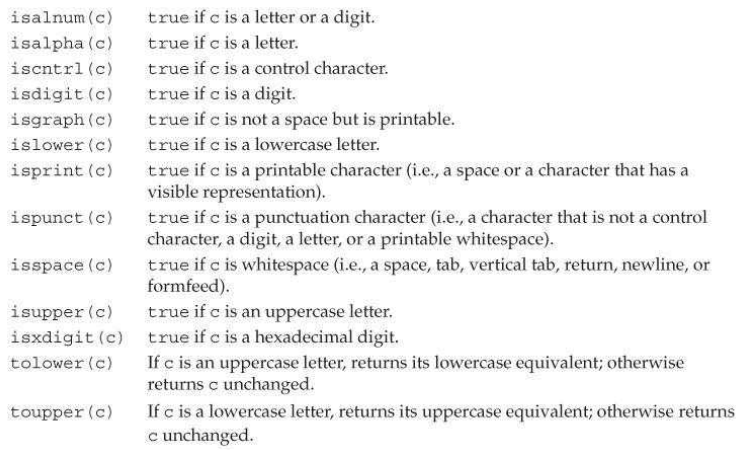 isalnum(c) true if c is a letter or a digit.
isalpha(c) true if c is a letter.
iscntrl(c) true if c is a control character.
isdigit(c) true if c is a digit.
isgraph(c) true if c is not a space but is printable.
islower(c) true if c is a lowercase letter.
isprint(c) true if c is a printable character (i.e., a space or a character that has a
visible representation).
ispunct(c) true if c is a punctuation character (i.e., a character that is not a control
character, a digit, a letter, or a printable whitespace).
isspace(c) true if c is whitespace (i.e., a space, tab, vertical tab, return, newline, or
formfeed).
isupper(c) true if c is an uppercase letter.
isxdigit(c) true if c is a hexadecimal digit.
tolower(c) If c is an uppercase letter, returns its lowercase equivalent; otherwise
returns c unchanged.
toupper(c) If c is a lowercase letter, returns its uppercase equivalent; otherwise returns
c unchanged.